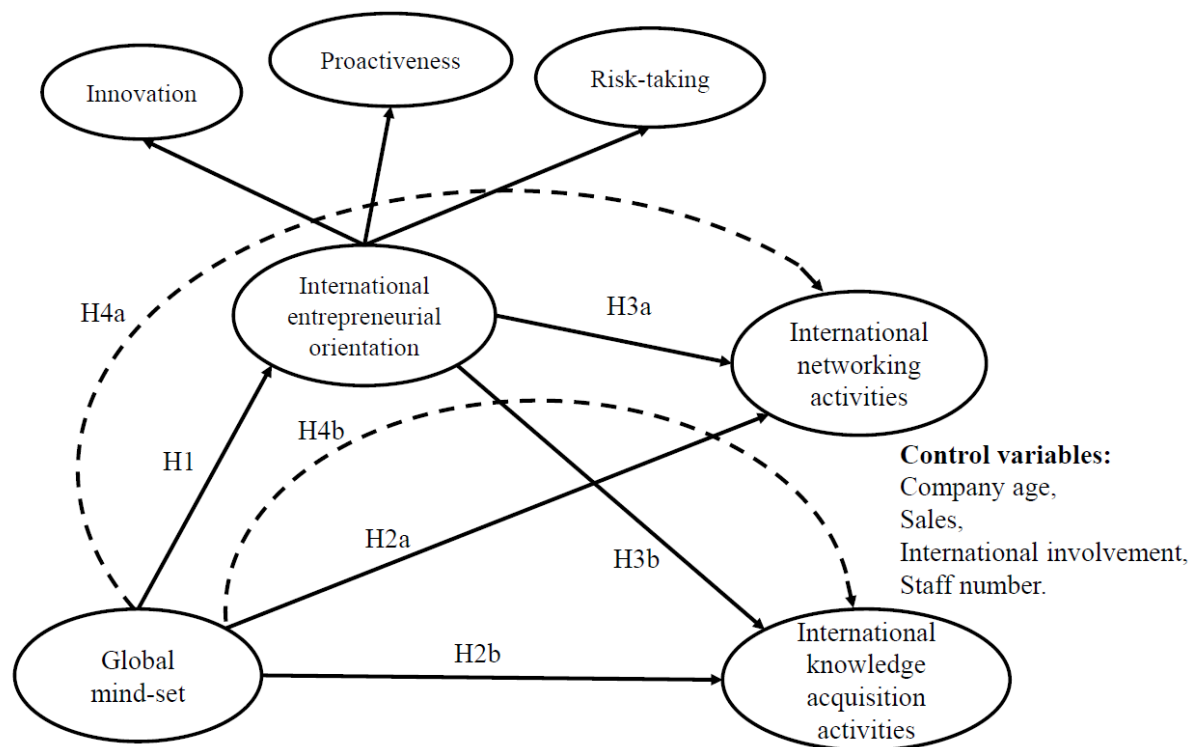 Proactiveness
Innovation
Risk-taking
International
entrepreneurial
orientation
H4a
H3a
International
networking
activities
H4b
H1
Control variables:
Company age,
Sales,
International involvement,
Staff number.
H2a
H3b
Global
mind-set
H2b
International
knowledge
acquisition
activities